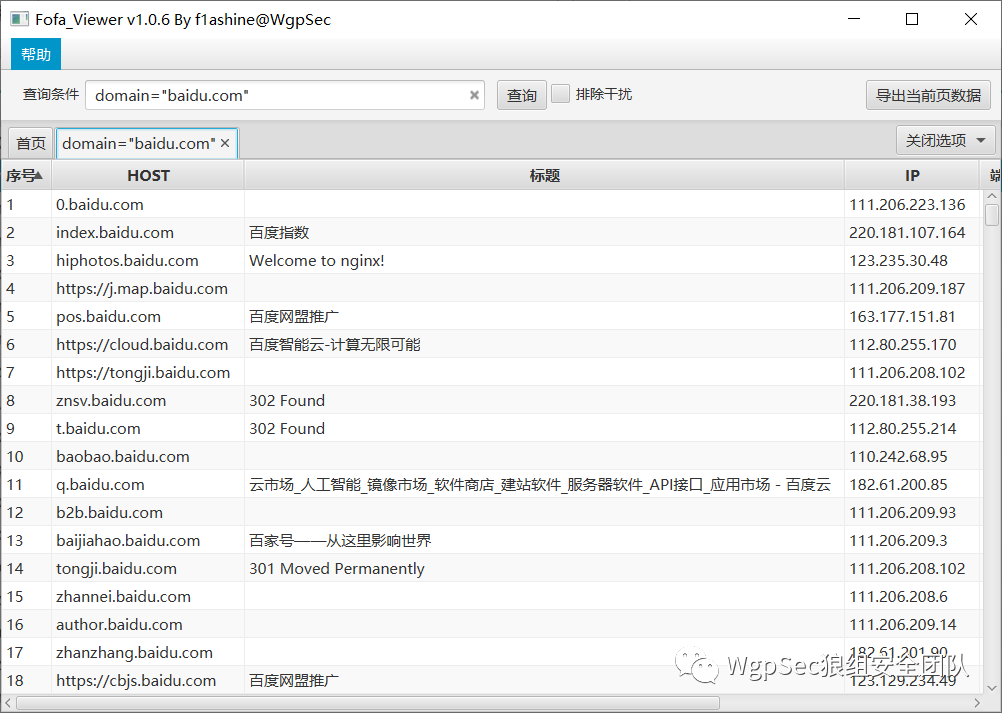 Fofa_Viewer v1.0.6 By f1ashine@WgpSec
帮助
查询条件 domain="baidu.com" 查询 排除干扰 导出当前页数据
首页 domain="baidu.com" 关闭选项
序号 HOST 标题 IP 端
1 0.baidu.com 111.206.223.136
2 index.baidu.com 百度指数 220.181.107.164
3 hiphotos.baidu.com Welcome to nginx! 123.235.30.48
4 https://j.map.baidu.com 111.206.209.187
5 pos.baidu.com 百度网盟推广 163.177.151.81
6 https://cloud.baidu.com 百度智能云-计算无限可能 112.80.255.170
7 https://tongji.baidu.com 111.206.208.102
8 znsv.baidu.com 302 Found 220.181.38.193
9 t.baidu.com 302 Found 112.80.255.214
10 baobao.baidu.com 110.242.68.95
11 q.baidu.com 云市场_人工智能_镜像市场_软件商店_建站软件_服务器软件_API接口_应用市场 - 百度云 182.61.200.85
12 b2b.baidu.com 111.206.209.93
13 baijiahao.baidu.com 百家号——从这里影响世界 111.206.209.3
14 tongji.baidu.com 301 Moved Permanently 111.206.208.102
15 zhannei.baidu.com 111.206.208.6
16 author.baidu.com 111.206.209.14
17 zhanzhang.baidu.com 182.61.201.90
WgpSec狼组安全团队
18 https://cbjs.baidu.com 百度网盟推广 123.129.234.49